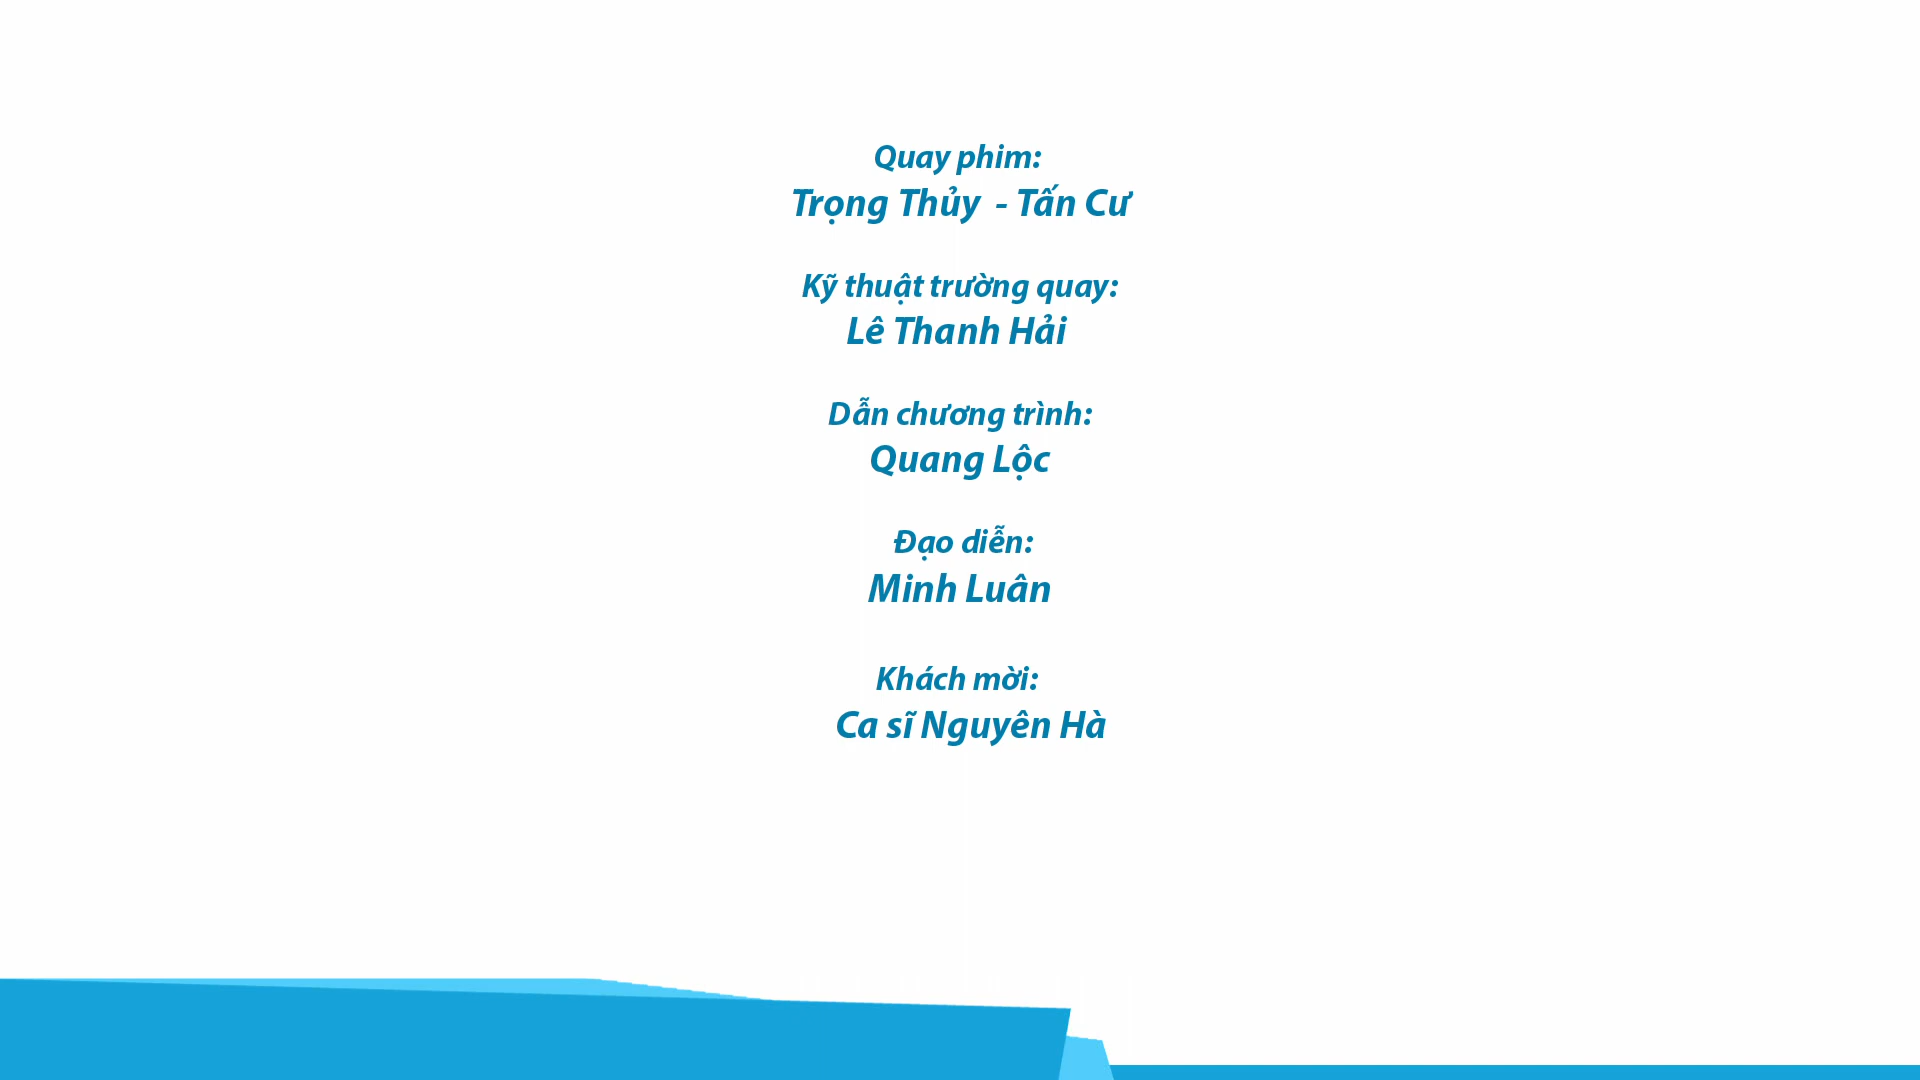 Quay phim:
Trọng Thủy - Tấn Cư
Kỹ thuật trường quay:
Lê Thanh Hải
Dẫn chương trình:
Quang Lộc
Đạo diễn:
Minh Luân
Khách mời:
Ca sĩ Nguyên Hà